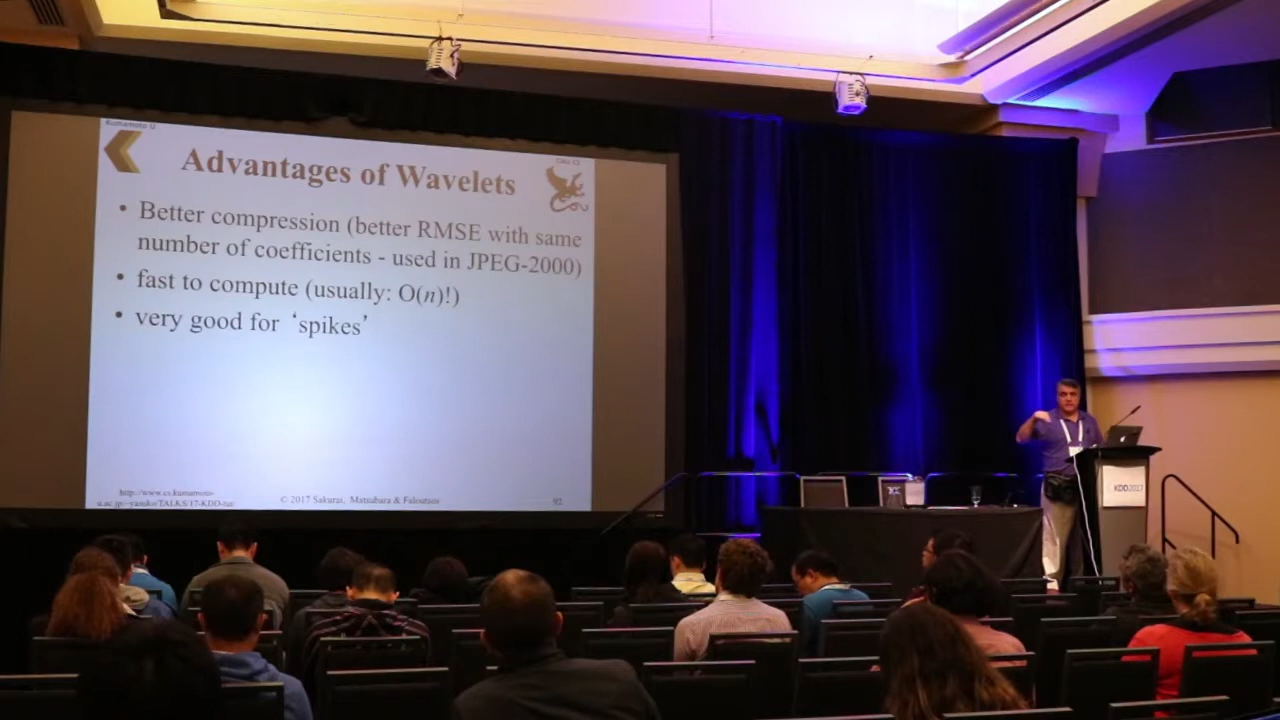 Kumamoto U
CMU CS
Advantages of Wavelets
• Better compression (better RMSE with same
number of coefficients - used in JPEG-2000)
• fast to compute (usually: O(n)!)
• very good for ‘spikes’
http://www.cs.kumamoto-
u.ac.jp/~yasuko/TALKS/17-KDD-tut
© 2017 Sakurai, Matsubara & Faloutsos
92
KDD2017